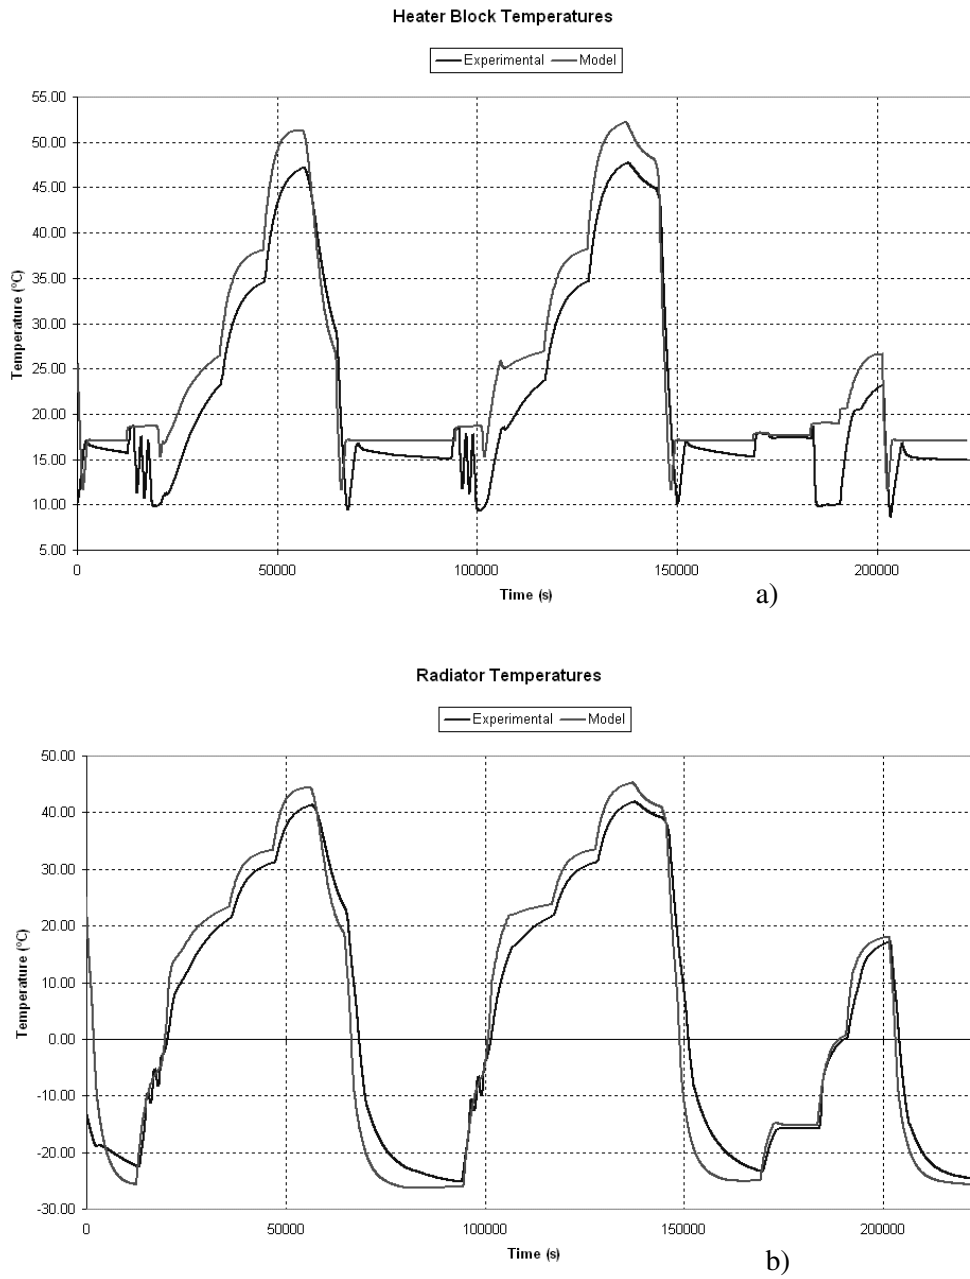 Heater Block Temperatures
Experimental Model
55.00
50.00
45.00
40.00
35.00
30.00
25.00
20.00
15.00
10.00
5.00
Temperature (°C)
0 50000 100000 150000 200000
Time (s)
a)
Radiator Temperatures
Experimental Model
50.00
40.00
30.00
20.00
10.00
0.00
-10.00
-20.00
-30.00
Temperature (°C)
0 50000 100000 150000 200000
Time (s)
b)